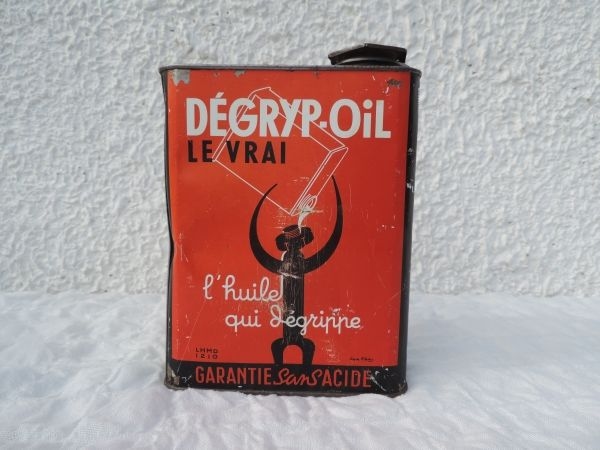 DÉGRYP-OiL
LE VRAI
l'huile
qui dégrippe
LHMD
1210
GARANTIE sans ACIDE